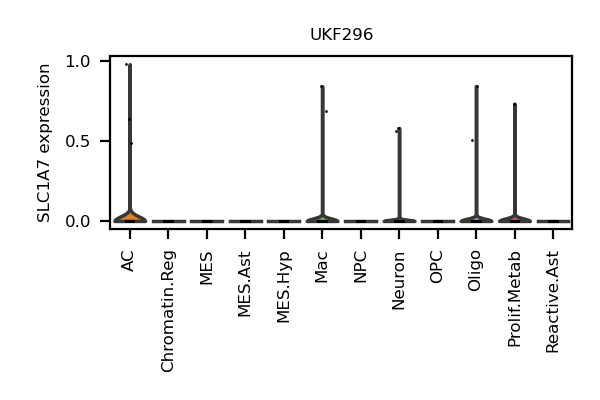 UKF296
SLC1A7 expression
1.0
0.5
0.0
AC
Chromatin.Reg
MES
MES.Ast
MES.Hyp
Mac
NPC
Neuron
OPC
Oligo
Prolif.Metab
Reactive.Ast